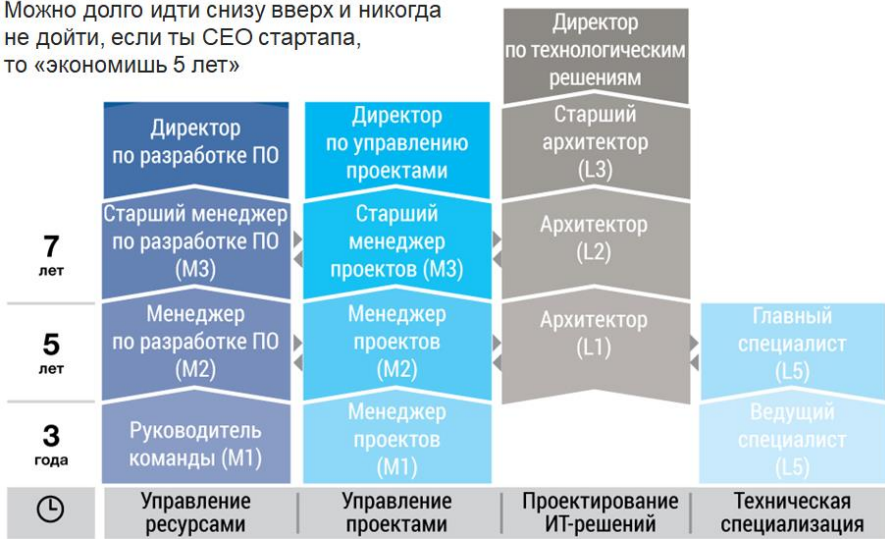 Можно долго идти снизу вверх и никогда
не дойти, если ты CEO стартапа,
то «экономишь 5 лет»
Директор
по технологическим
решениям
Директор
по разработке ПО
Директор
по управлению
проектами
Старший
архитектор
(L3)
7
лет
Старший менеджер
по разработке ПО
(M3)
Старший
менеджер
проектов (M3)
Архитектор
(L2)
5
лет
Менеджер
по разработке ПО
(M2)
Менеджер
проектов
(M2)
Архитектор
(L1)
Главный
специалист
(L5)
3
года
Руководитель
команды (M1)
Менеджер
проектов
(M1)
Ведущий
специалист
(L5)
Управление
ресурсами
Управление
проектами
Проектирование
ИТ-решений
Техническая
специализация